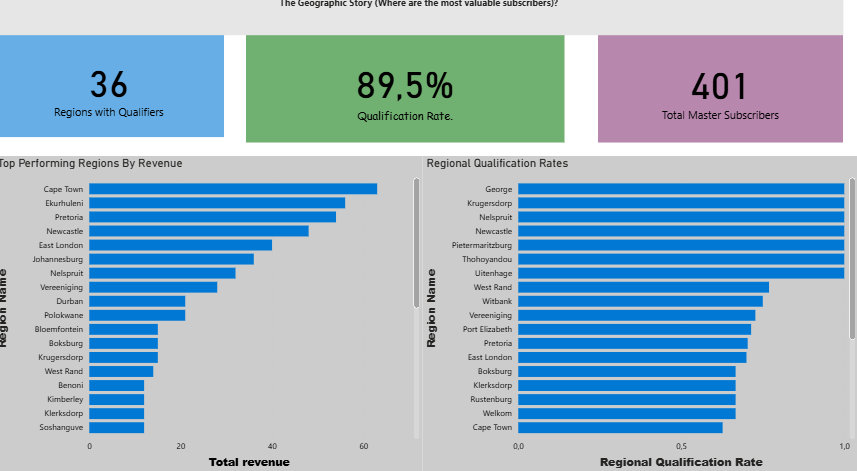 The Geographic Story (Where are the most valuable subscribers)?
36
Regions with Qualifiers
89,5%
Qualification Rate.
401
Total Master Subscribers
Top Performing Regions By Revenue
Region Name
Cape Town
Ekurhuleni
Pretoria
Newcastle
East London
Johannesburg
Nelspruit
Vereeniging
Durban
Polokwane
Bloemfontein
Boksburg
Krugersdorp
West Rand
Benoni
Kimberley
Klerksdorp
Soshanguve
0 20 40 60
Total revenue
Regional Qualification Rates
Region Name
George
Krugersdorp
Nelspruit
Newcastle
Pietermaritzburg
Thohoyandou
Uitenhage
West Rand
Witbank
Vereeniging
Port Elizabeth
Pretoria
East London
Boksburg
Klerksdorp
Rustenburg
Welkom
Cape Town
0,0 0,5 1,0
Regional Qualification Rate